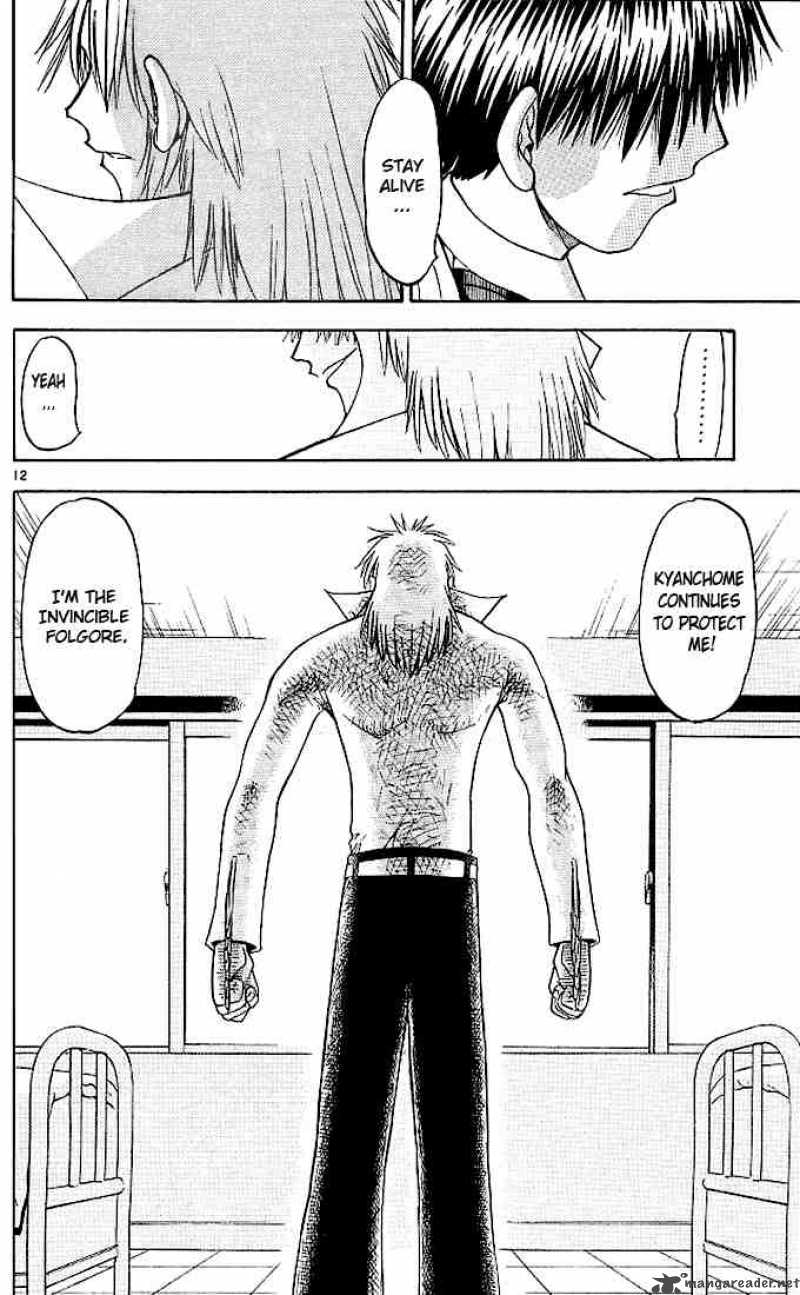 STAY
ALIVE
...
.......
YEAH
...
12
KYANCHOME
CONTINUES
TO PROTECT
ME!
I'M THE
INVINCIBLE
FOLGORE.
mangareader.net